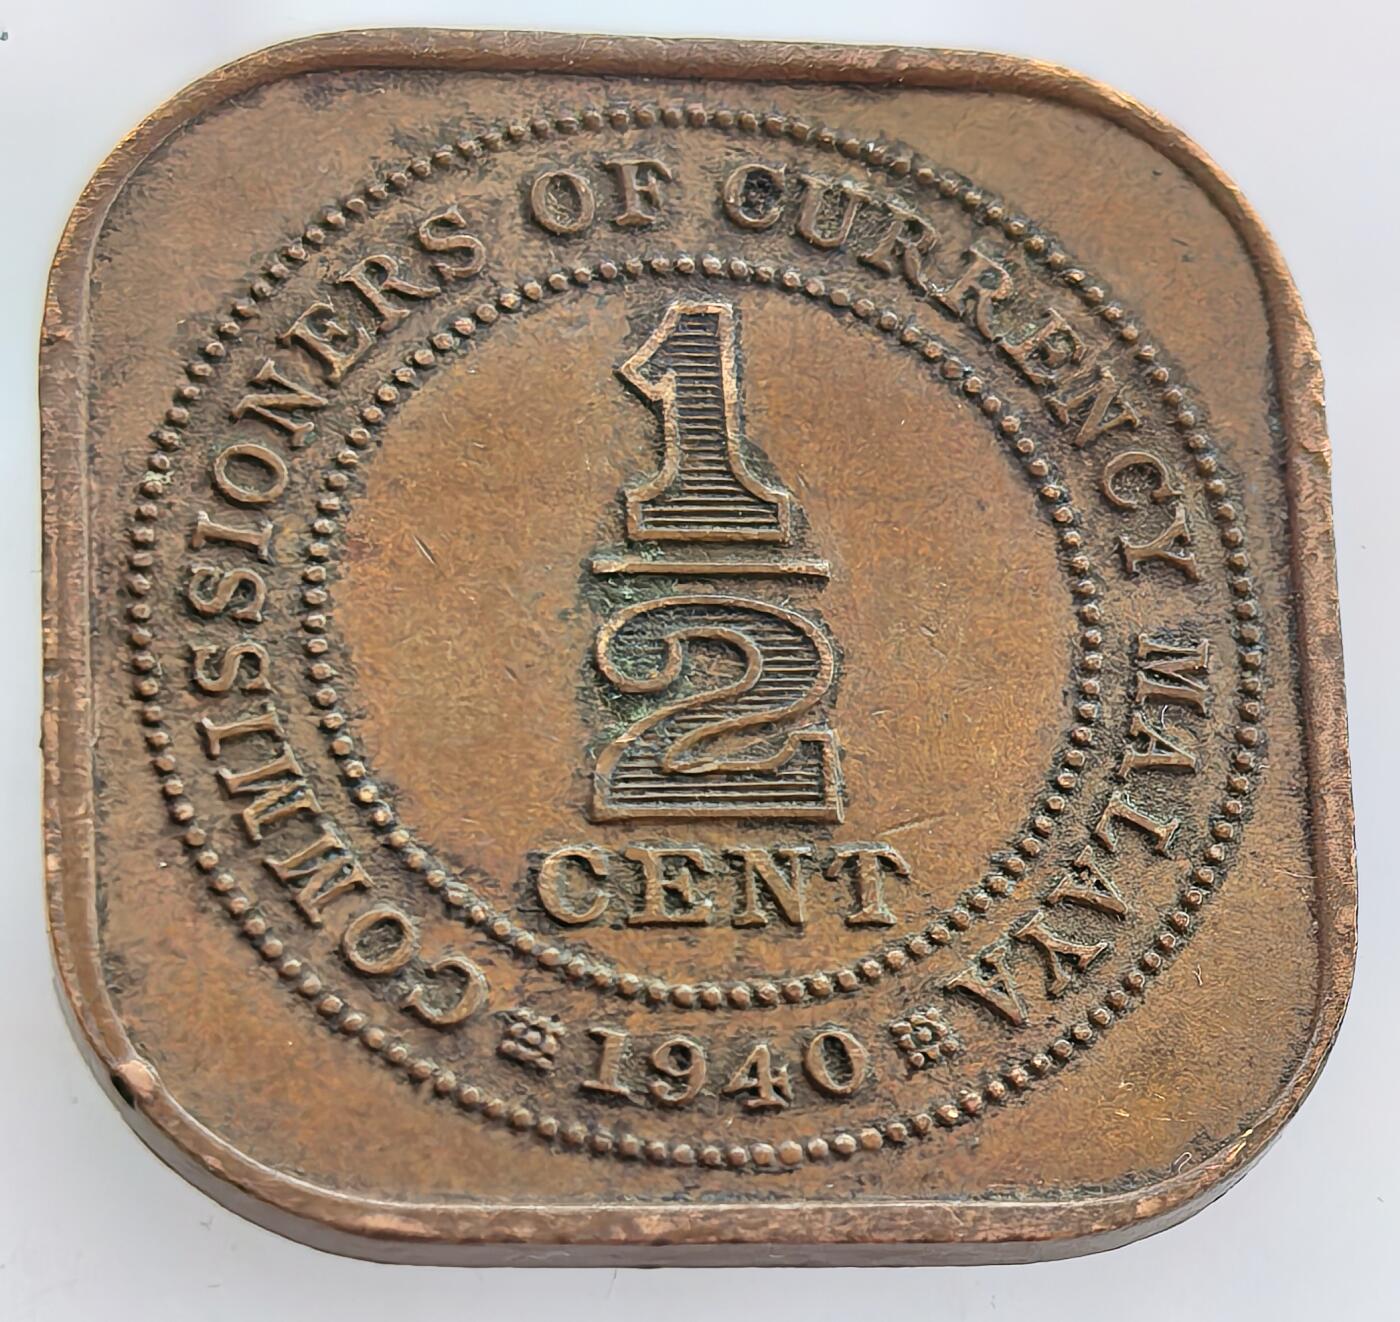 COMMISSIONERS OF CURRENCY MALAYA
1
2
CENT
1940